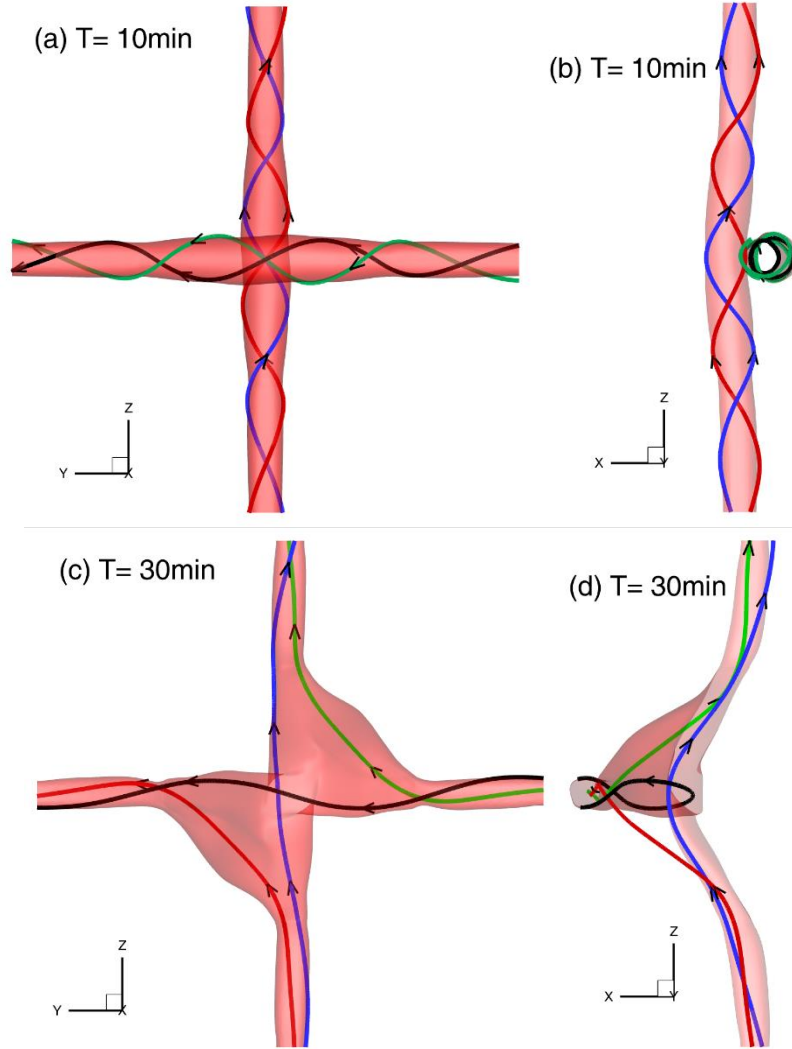 (a) T= 10min
(b) T= 10min
Z
Y
X
Z
X
Y
(c) T= 30min
(d) T= 30min
Z
Y
X
Z
X
Y